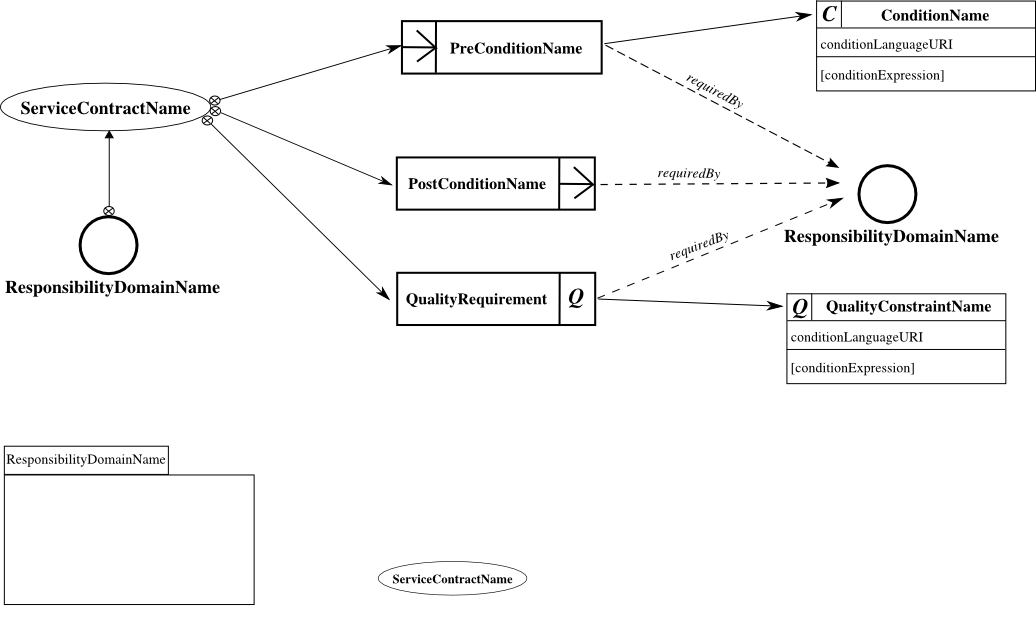 C ConditionName
conditionLanguageURI
[conditionExpression]
PreConditionName
requiredBy
ServiceContractName
PostConditionName
requiredBy
ResponsibilityDomainName
requiredBy
ResponsibilityDomainName
QualityRequirement Q
Q QualityConstraintName
conditionLanguageURI
[conditionExpression]
ResponsibilityDomainName
ServiceContractName